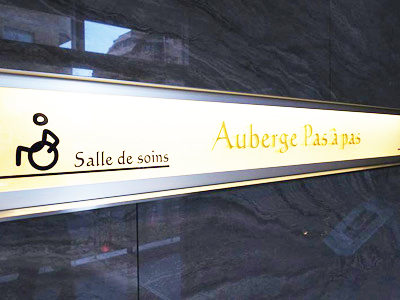 Salle de soins
Auberge Pas à pas